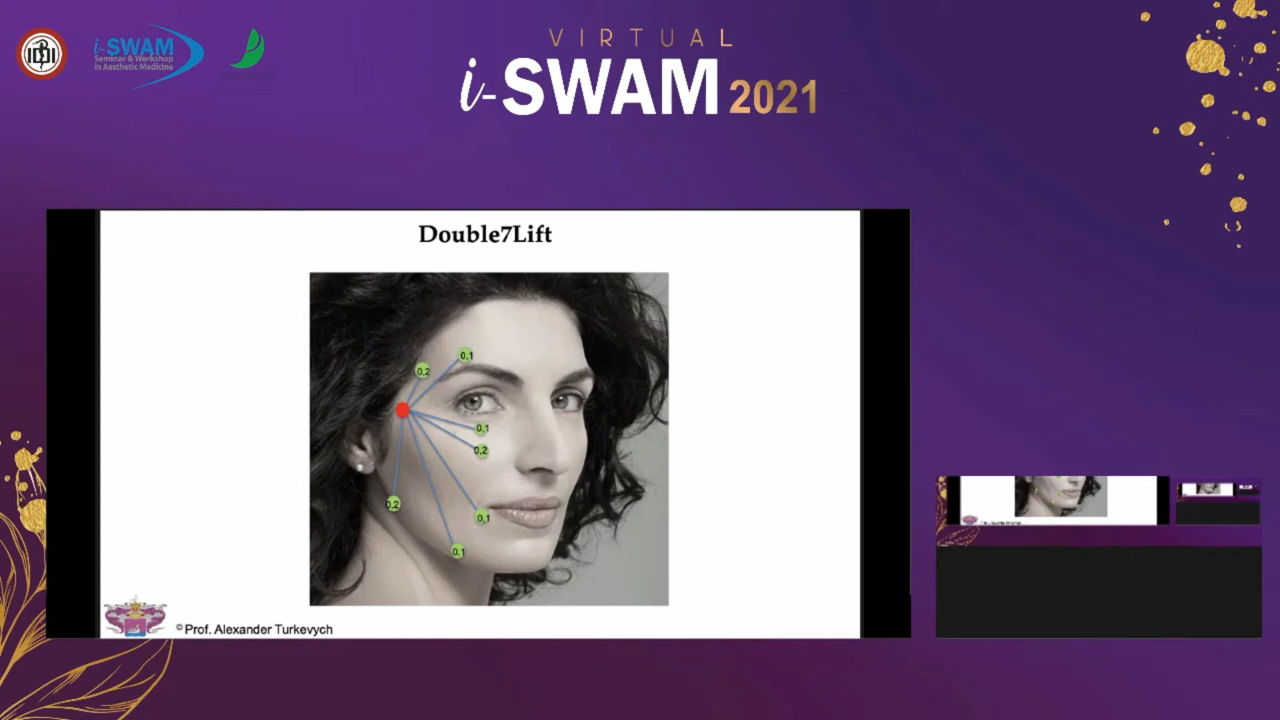 i-SWAM
Seminar & Workshop
in Aesthetic Medicine
VIRTUAL
i-SWAM 2021
Double7Lift
0,1
0,2
0,1
0,2
0,2
0,1
0,1
© Prof. Alexander Turkevych